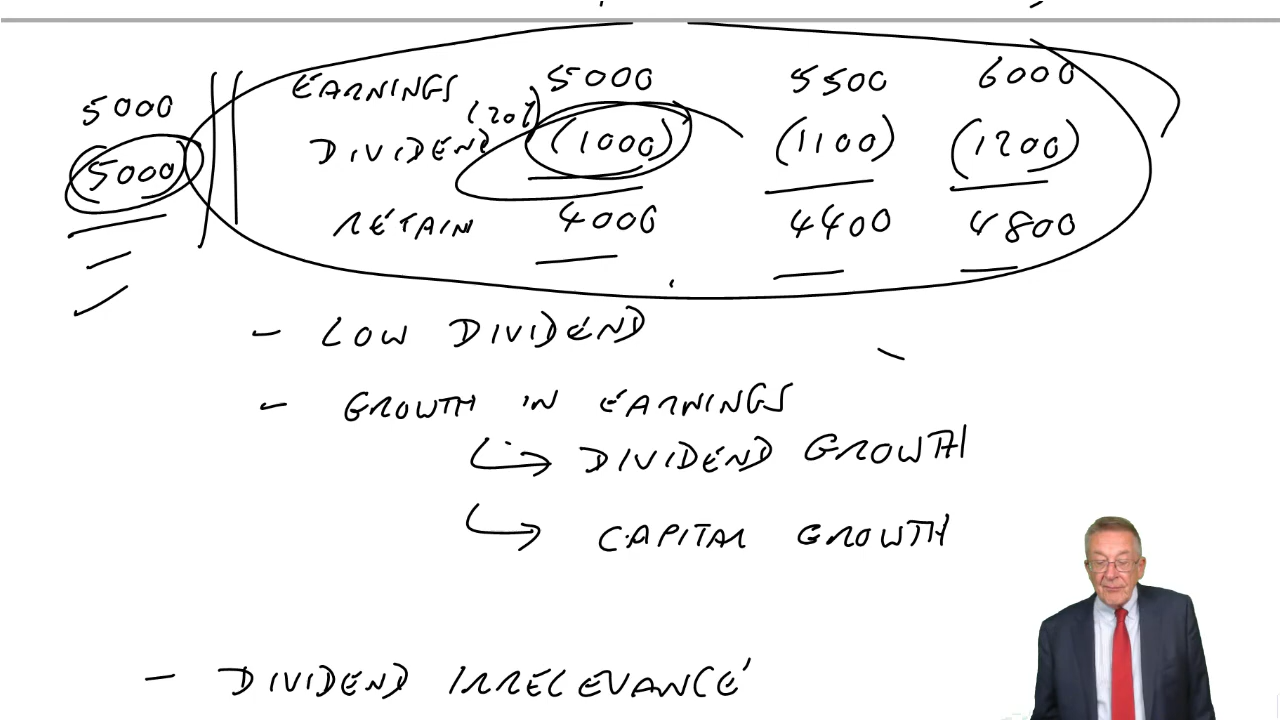 EARNINGS 5000 5500 6000
5000
(20%)
(5000) DIVIDEND (1000) (1100) (1200)
RETAIN 4000 4400 4800
- LOW DIVIDEND
- GROWTH IN EARNINGS
↳ DIVIDEND GROWTH
↳ CAPITAL GROWTH
- DIVIDEND IRRELEVANCE'